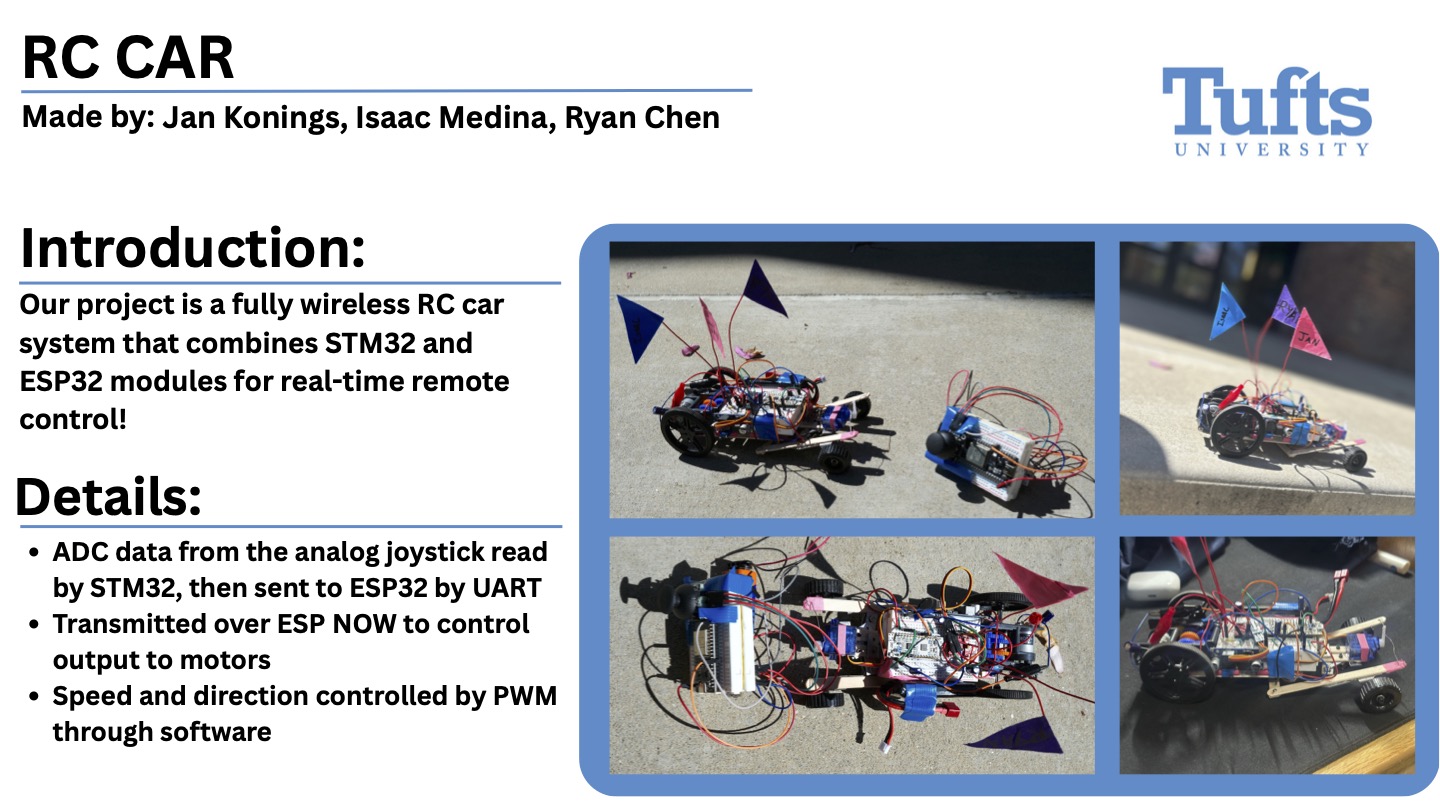 RC CAR
Made by: Jan Konings, Isaac Medina, Ryan Chen
Tufts
UNIVERSITY
Introduction:
Our project is a fully wireless RC car
system that combines STM32 and
ESP32 modules for real-time remote
control!
Details:
• ADC data from the analog joystick read
by STM32, then sent to ESP32 by UART
• Transmitted over ESP NOW to control
output to motors
• Speed and direction controlled by PWM
through software
ISAAC
JAN